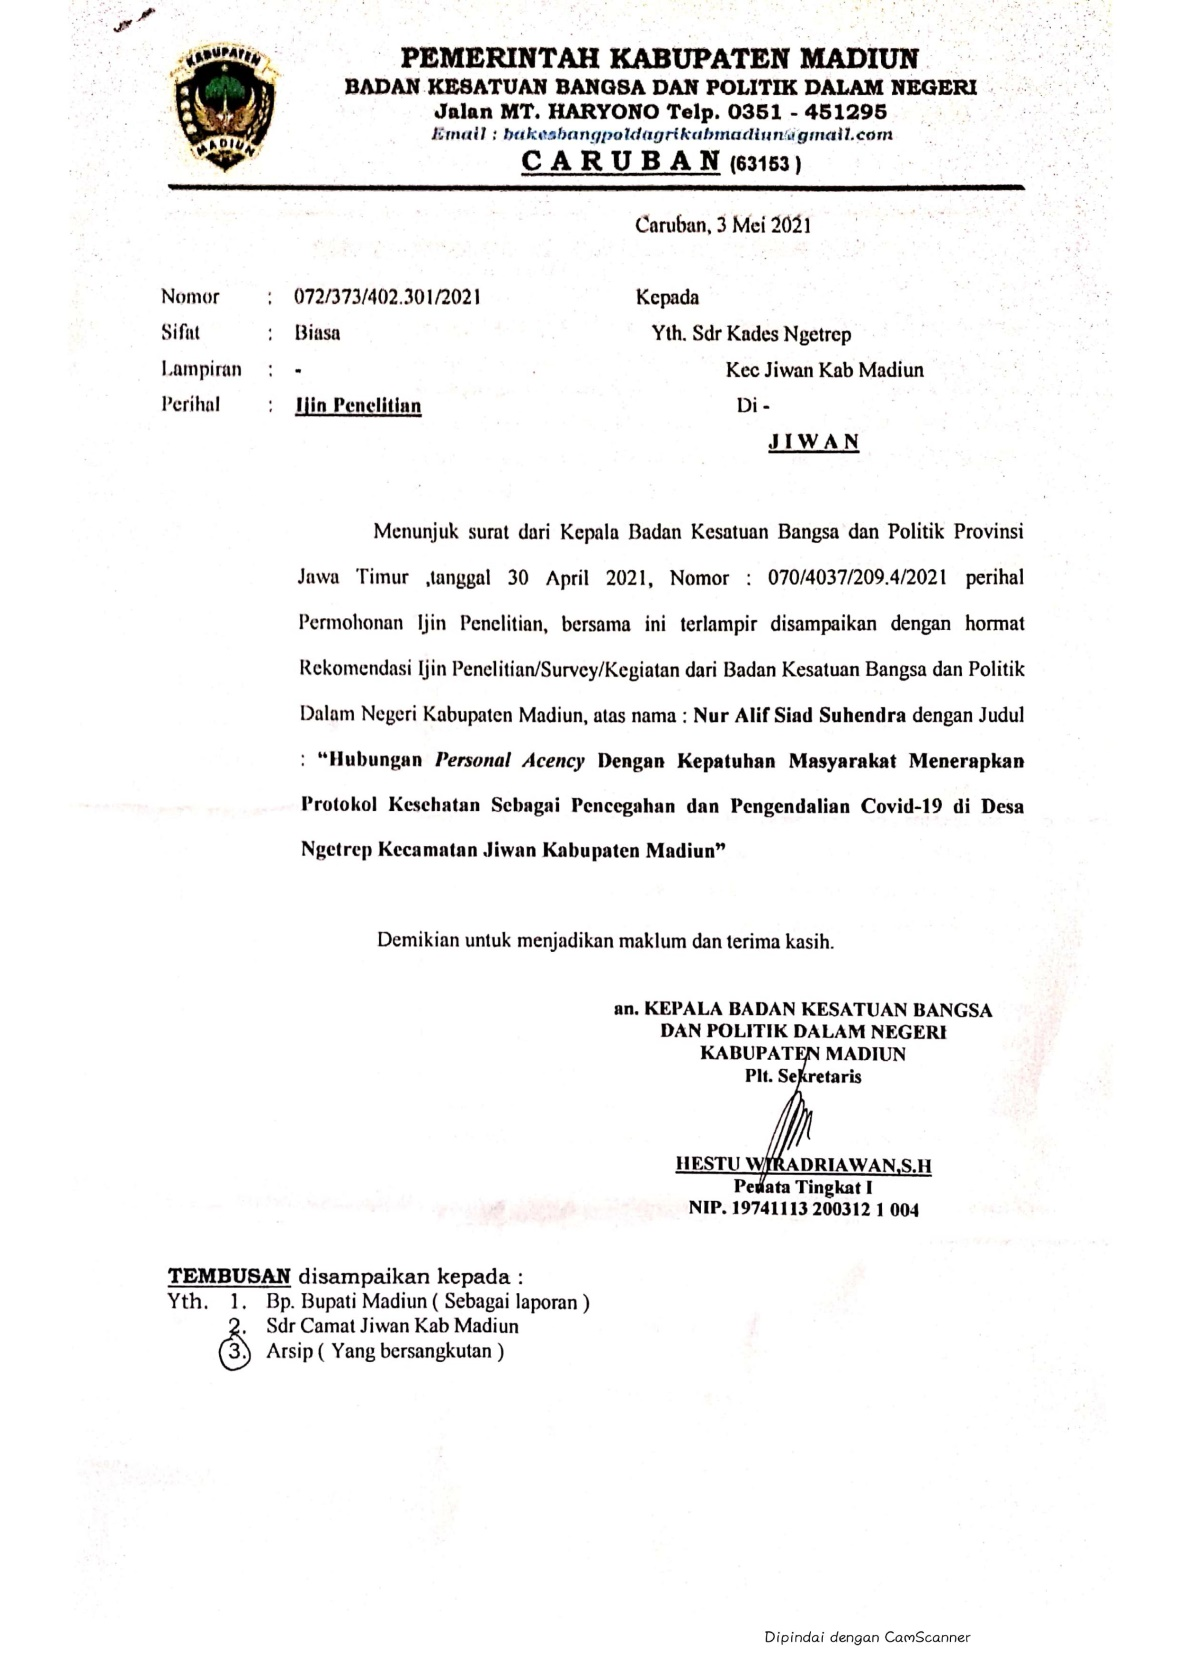 KABUPATEN
MADIUN
PEMERINTAH KABUPATEN MADIUN
BADAN KESATUAN BANGSA DAN POLITIK DALAM NEGERI
Jalan MT. HARYONO Telp. 0351 - 451295
Email : bakesbangpoldagrikabmadiun@gmail.com
C A R U B A N (63153 )
Caruban, 3 Mei 2021
Nomor : 072/373/402.301/2021 Kepada
Sifat : Biasa Yth. Sdr Kades Ngetrep
Lampiran : - Kec Jiwan Kab Madiun
Perihal : Ijin Penelitian Di -
J I W A N
Menunjuk surat dari Kepala Badan Kesatuan Bangsa dan Politik Provinsi
Jawa Timur ,tanggal 30 April 2021, Nomor : 070/4037/209.4/2021 perihal
Permohonan Ijin Penelitian, bersama ini terlampir disampaikan dengan hormat
Rekomendasi Ijin Penelitian/Survey/Kegiatan dari Badan Kesatuan Bangsa dan Politik
Dalam Negeri Kabupaten Madiun, atas nama : Nur Alif Siad Suhendra dengan Judul
: “Hubungan Personal Acency Dengan Kepatuhan Masyarakat Menerapkan
Protokol Kesehatan Sebagai Pencegahan dan Pengendalian Covid-19 di Desa
Ngetrep Kecamatan Jiwan Kabupaten Madiun”
Demikian untuk menjadikan maklum dan terima kasih.
an. KEPALA BADAN KESATUAN BANGSA
DAN POLITIK DALAM NEGERI
KABUPATEN MADIUN
Plt. Sekretaris
HESTU WIRADRIAWAN,S.H
Penata Tingkat I
NIP. 19741113 200312 1 004
TEMBUSAN disampaikan kepada :
Yth. 1. Bp. Bupati Madiun ( Sebagai laporan )
2. Sdr Camat Jiwan Kab Madiun
3. Arsip ( Yang bersangkutan )
Dipindai dengan CamScanner